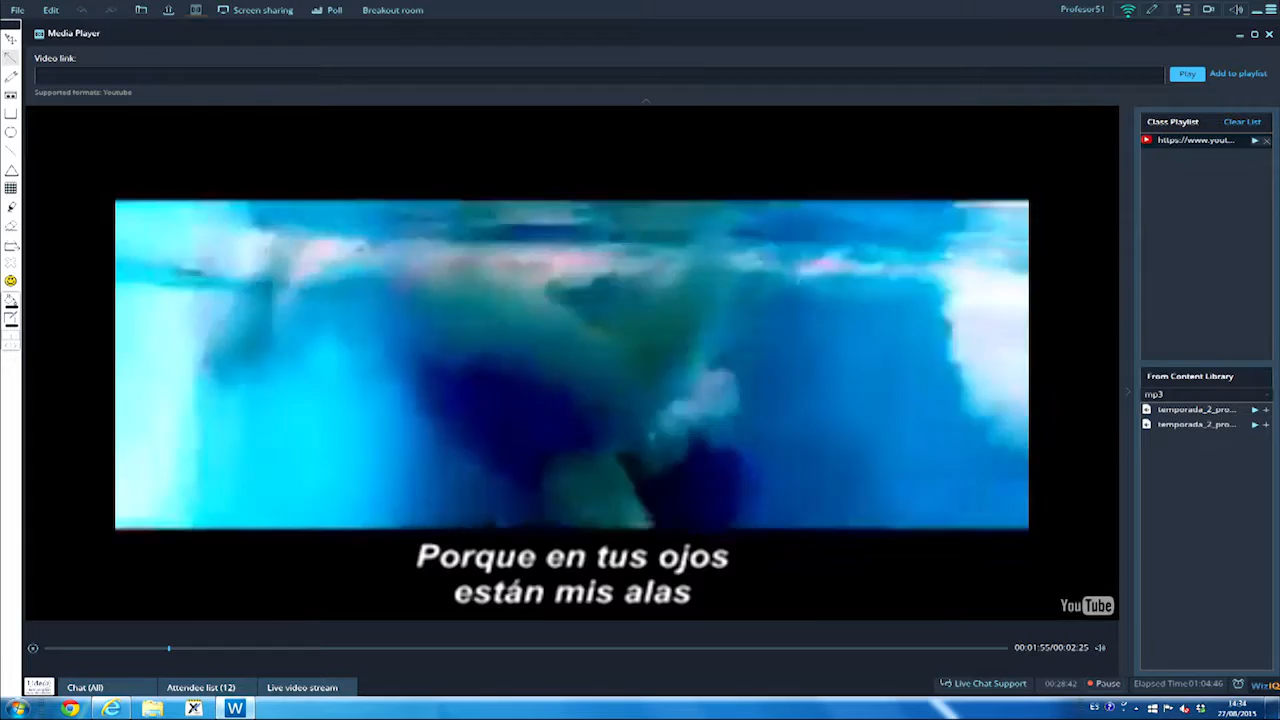 File Edit Screen sharing Poll Breakout room Profesor51
Media Player
Video link:
Play Add to playlist
Supported formats: Youtube
Class Playlist Clear List
https://www.yout...
From Content Library
mp3
temporada_2_pro...
temporada_2_pro...
Porque en tus ojos
están mis alas
YouTube
00:01:55/00:02:25
Chat (All) Attendee list (12) Live video stream
Live Chat Support 00:28:42 Pause Elapsed Time 01:04:46 WizIQ
ES 14:34
27/08/2015